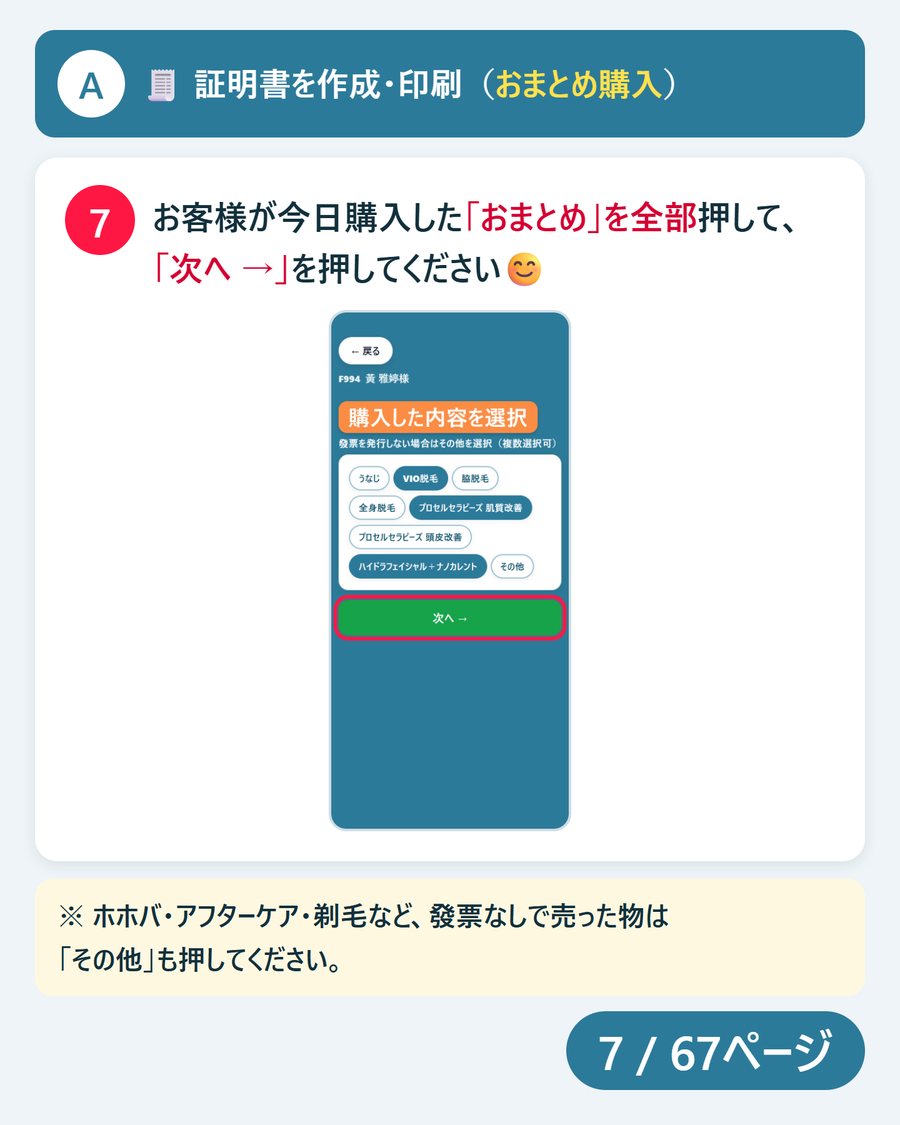 A 証明書を作成・印刷（おまとめ購入）
7 お客様が今日購入した「おまとめ」を全部押して、
「次へ →」を押してください😊
← 戻る
F994 黃 雅婷様
購入した内容を選択
發票を発行しない場合はその他を選択（複数選択可）
うなじ VIO脱毛 脇脱毛
全身脱毛 プロセルセラピーズ 肌質改善
プロセルセラピーズ 頭皮改善
ハイドラフェイシャル＋ナノカレント その他
次へ →
※ ホホバ・アフターケア・剃毛など、發票なしで売った物は
「その他」も押してください。
7 / 67ページ